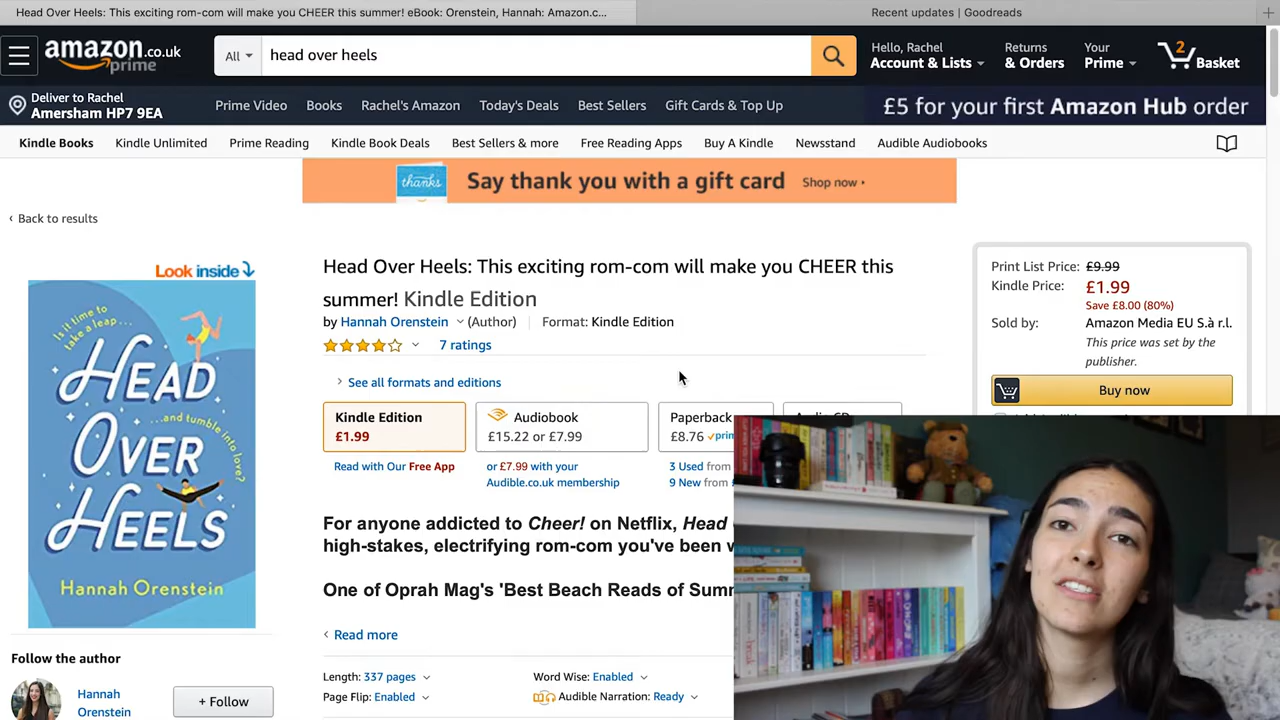 Head Over Heels: This exciting rom-com will make you CHEER this summer! eBook: Orenstein, Hannah: Amazon.c...
Recent updates | Goodreads
amazon.co.uk
prime
All
head over heels
Hello, Rachel
Account & Lists
Returns
& Orders
Your
Prime
2
Basket
Deliver to Rachel
Amersham HP7 9EA
Prime Video
Books
Rachel's Amazon
Today's Deals
Best Sellers
Gift Cards & Top Up
£5 for your first Amazon Hub order
Kindle Books
Kindle Unlimited
Prime Reading
Kindle Book Deals
Best Sellers & more
Free Reading Apps
Buy A Kindle
Newsstand
Audible Audiobooks
thanks
Say thank you with a gift card
Shop now
‹ Back to results
Look inside
Is it time to
take a leap...
HEAD
...and tumble into love?
OVER
HEELS
Hannah Orenstein
Head Over Heels: This exciting rom-com will make you CHEER this
summer! Kindle Edition
by Hannah Orenstein (Author) Format: Kindle Edition
7 ratings
See all formats and editions
Kindle Edition
£1.99
Read with Our Free App
Audiobook
£15.22 or £7.99
or £7.99 with your
Audible.co.uk membership
Paperback
£8.76
3 Used from
9 New from
For anyone addicted to Cheer! on Netflix, Head
high-stakes, electrifying rom-com you've been
One of Oprah Mag's 'Best Beach Reads of
Read more
Length: 337 pages
Word Wise: Enabled
Page Flip: Enabled
Audible Narration: Ready
Print List Price: £9.99
Kindle Price: £1.99
Save £8.00 (80%)
Sold by: Amazon Media EU S.à r.l.
This price was set by the
publisher.
Buy now
Follow the author
Hannah
Orenstein
+ Follow